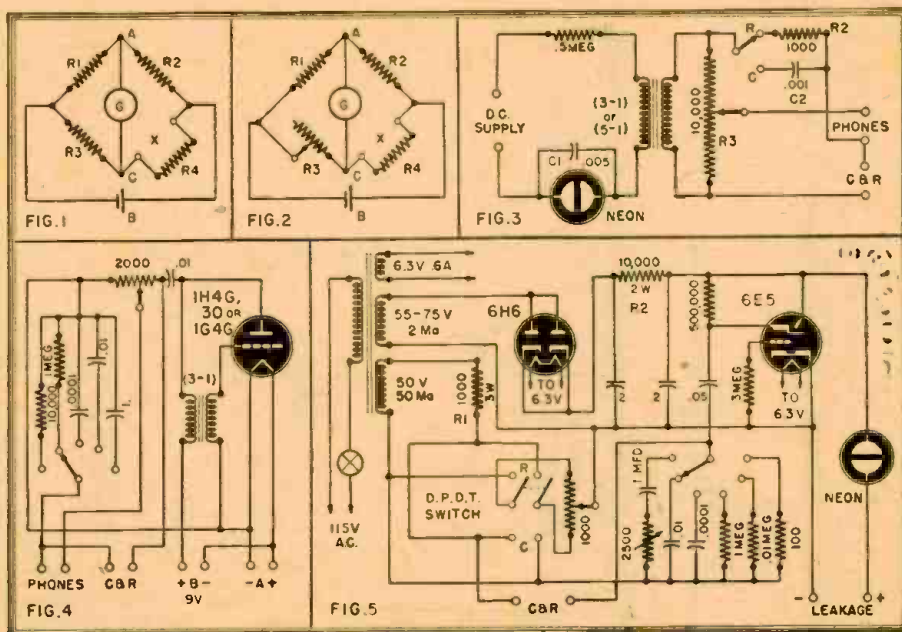 A
R1
R2
G
X
R3
C
R4
B
FIG.1
A
R1
R2
G
X
R3
C
R4
B
FIG.2
.5MEG
D.C.
SUPPLY
(3-1)
or
(5-1)
C1
.005
NEON
10,000
R3
R
R2
1000
C
.001
C2
PHONES
C&R
FIG.3
2000
.01
1H4G,
30 OR
1G4G
1MEG
10,000
.0001
.01
1.
(3-1)
PHONES
C&R
+B-
9V
-A+
FIG.4
6.3V .6A
55-75V
2 Ma
50 V
50 Ma
1000
3W
R1
6H6
TO
6.3V
10,000
2 W
R2
500,000
6E5
3MEG
TO
6.3V
2
2
.05
NEON
115V
A.C.
R
D.P.D.T.
SWITCH
C
1000
1 MFD
2500
.01
.0001
1MEG
.01MEG
100
C&R
- +
LEAKAGE
FIG.5